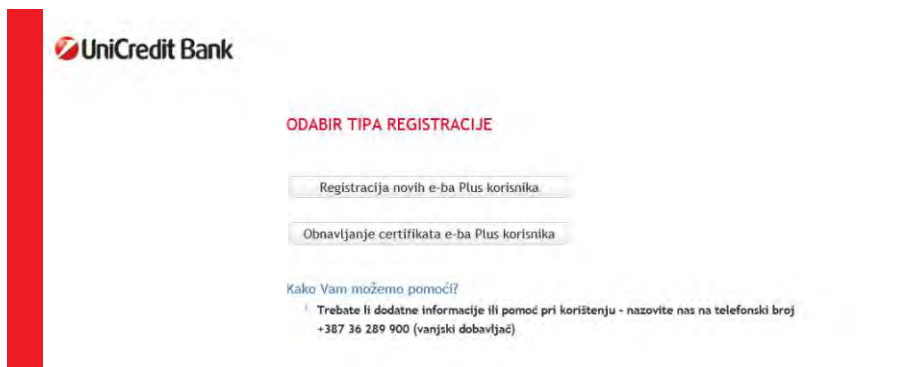 UniCredit Bank
ODABIR TIPA REGISTRACIJE
Registracija novih e-ba Plus korisnika
Obnavljanje certifikata e-ba Plus korisnika
Kako Vam možemo pomoći?
Trebate li dodatne informacije ili pomoć pri korištenju - nazovite nas na telefonski broj
+387 36 289 900 (vanjski dobavljač)